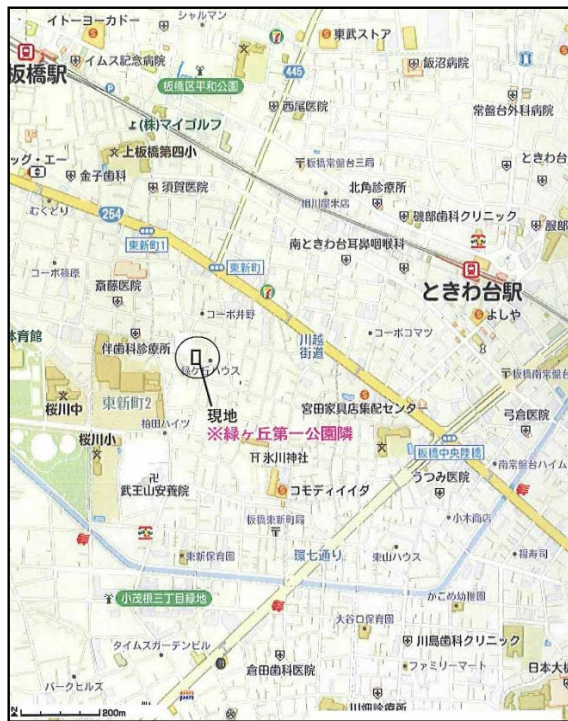 イトーヨーカドー
シャルマン
東武ストア
板橋駅
イムス記念病院
445
飯沼病院
板橋区平和公園
西尾医院
常盤台外科病院
(株)マイゴルフ
上板橋第四小
板橋常盤台三局
ときわ台
ッグ・エー
金子歯科
須賀医院
北角診療所
相川屋米店
むくどり
254
磯部歯科クリニック
服部
東新町1
南ときわ台耳鼻咽喉科
東新町
ときわ台駅
コーポ篠原
斎藤医院
よしや
コーポ井野
コーポコマツ
体育館
伴歯科診療所
川越
街道
緑ケ丘ハウス
板橋南常盤台
桜川中
東新町2
現地
宮田家具店集配センター
弓倉医院
※緑ヶ丘第一公園隣
桜川小
柏田ハイツ
板橋中央陸橋
氷川神社
南常盤台ハイム
うつみ医院
武王山安養院
コモディイイダ
小木商店
板橋東新町局
環七通り
東新保育園
東山ハウス
福寿司
小茂根三丁目緑地
かごめ幼稚園
大谷口保育園
タイムズガーデンビル
川島歯科クリニック
倉田歯科医院
ファミリーマート
パークヒルズ
日本大
川畑診療所
200m